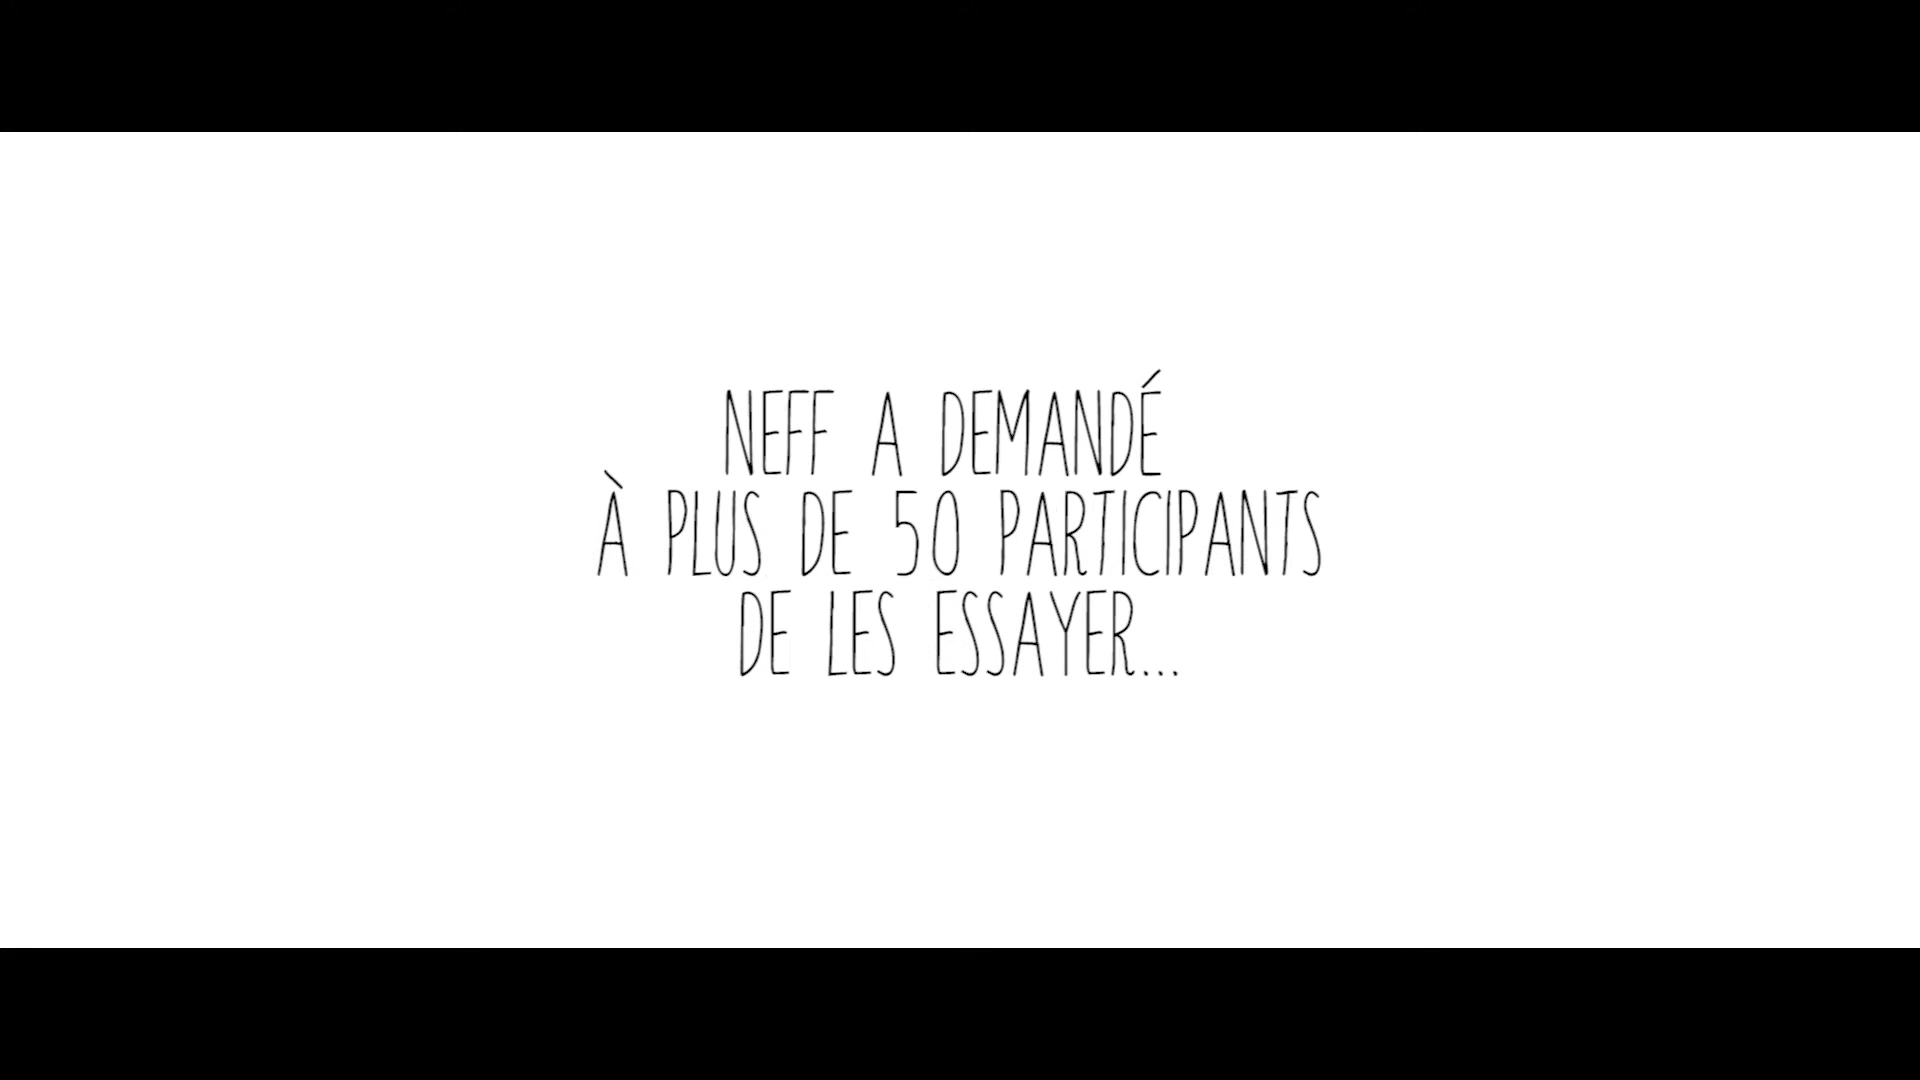 NEFF A DEMANDÉ
À PLUS DE 50 PARTICIPANTS
DE LES ESSAYER...